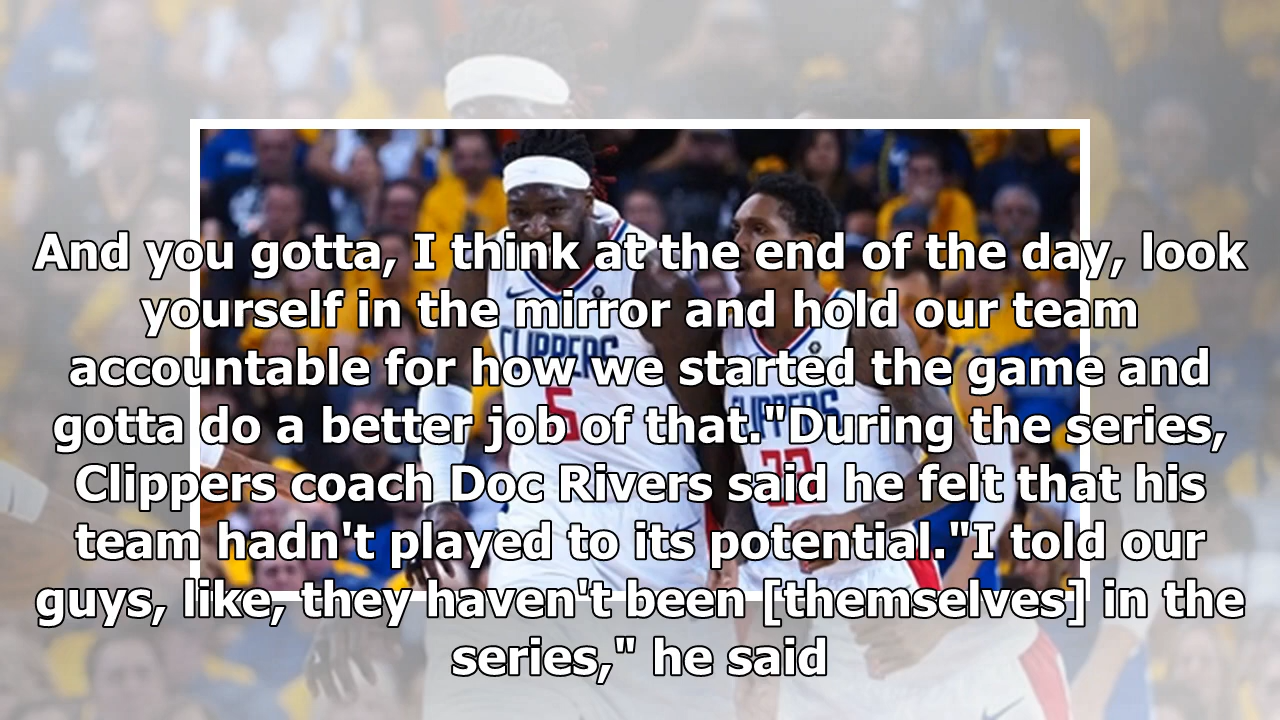 And you gotta, I think at the end of the day, look
yourself in the mirror and hold our team
accountable for how we started the game and
gotta do a better job of that."During the series,
Clippers coach Doc Rivers said he felt that his
team hadn't played to its potential."I told our
guys, like, they haven't been [themselves] in the
series," he said
CLIPPERS
5
CLIPPERS